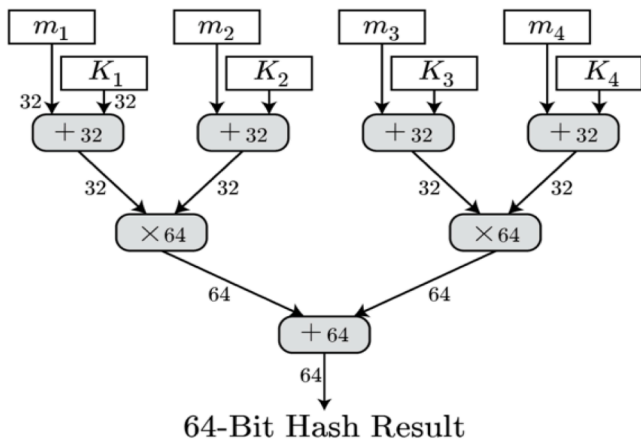 m₁ m₂ m₃ m₄
K₁ K₂ K₃ K₄
32 32
+ 32 + 32 + 32 + 32
32 32 32 32
× 64 × 64
64 64
+ 64
64
64-Bit Hash Result